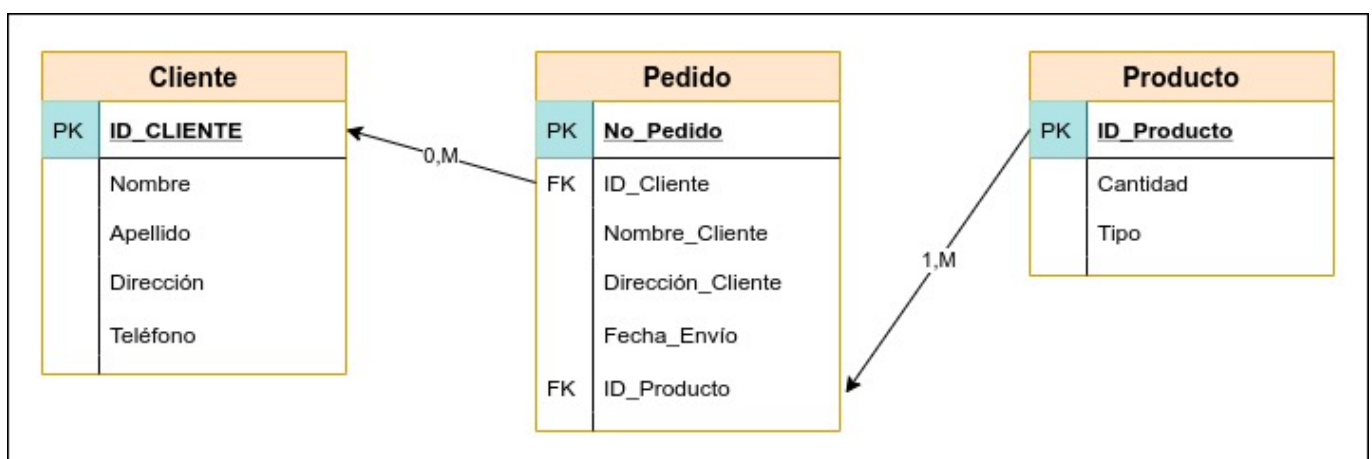 Cliente
PK ID_CLIENTE
Nombre
Apellido
Dirección
Teléfono
0,M
Pedido
PK No_Pedido
FK ID_Cliente
Nombre_Cliente
Dirección_Cliente
Fecha_Envío
FK ID_Producto
1,M
Producto
PK ID_Producto
Cantidad
Tipo